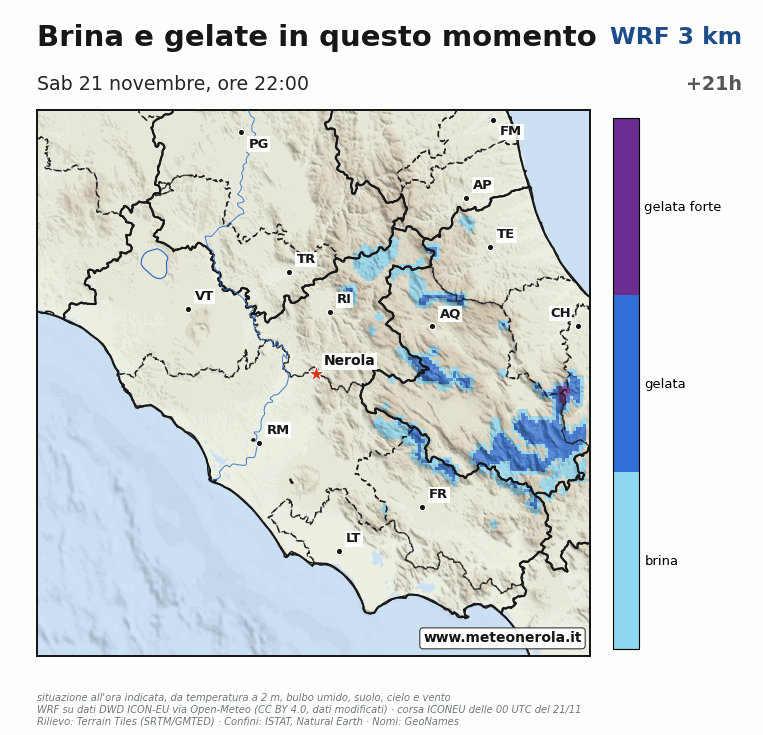 Brina e gelate in questo momento WRF 3 km
Sab 21 novembre, ore 22:00 +21h
FM
PG
AP
TE
TR
VT
RI
AQ
CH
Nerola
RM
FR
LT
www.meteonerola.it
gelata forte
gelata
brina
situazione all'ora indicata, da temperatura a 2 m, bulbo umido, suolo, cielo e vento
WRF su dati DWD ICON-EU via Open-Meteo (CC BY 4.0, dati modificati) · corsa ICONEU delle 00 UTC del 21/11
Rilievo: Terrain Tiles (SRTM/GMTED) · Confini: ISTAT, Natural Earth · Nomi: GeoNames